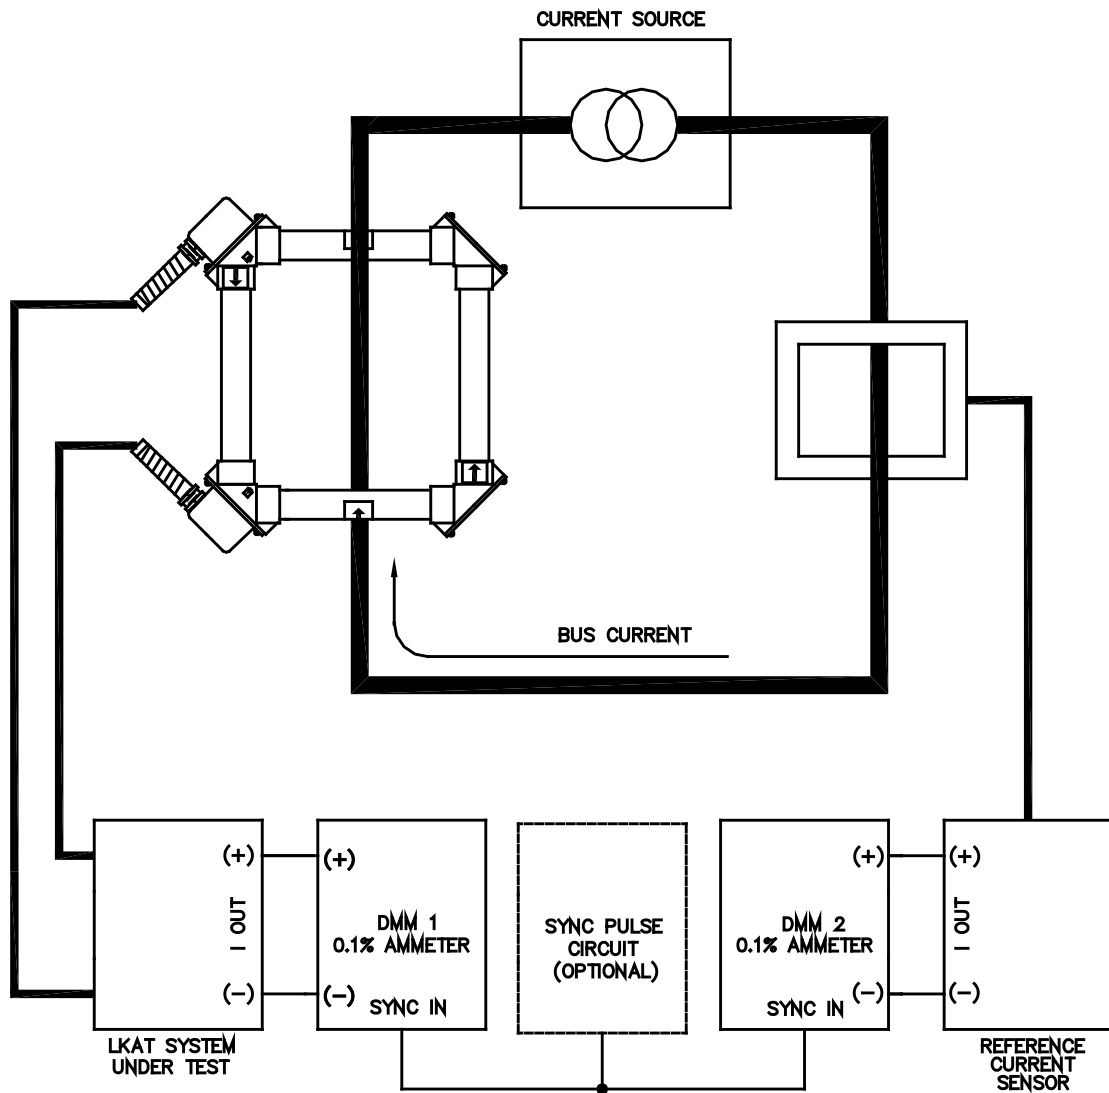 CURRENT SOURCE
BUS CURRENT
(+)
I OUT
(-)
LKAT SYSTEM
UNDER TEST
(+)
DMM 1
0.1% AMMETER
(-)
SYNC IN
SYNC PULSE
CIRCUIT
(OPTIONAL)
(+)
DMM 2
0.1% AMMETER
(-)
SYNC IN
(+)
I OUT
(-)
REFERENCE
CURRENT
SENSOR